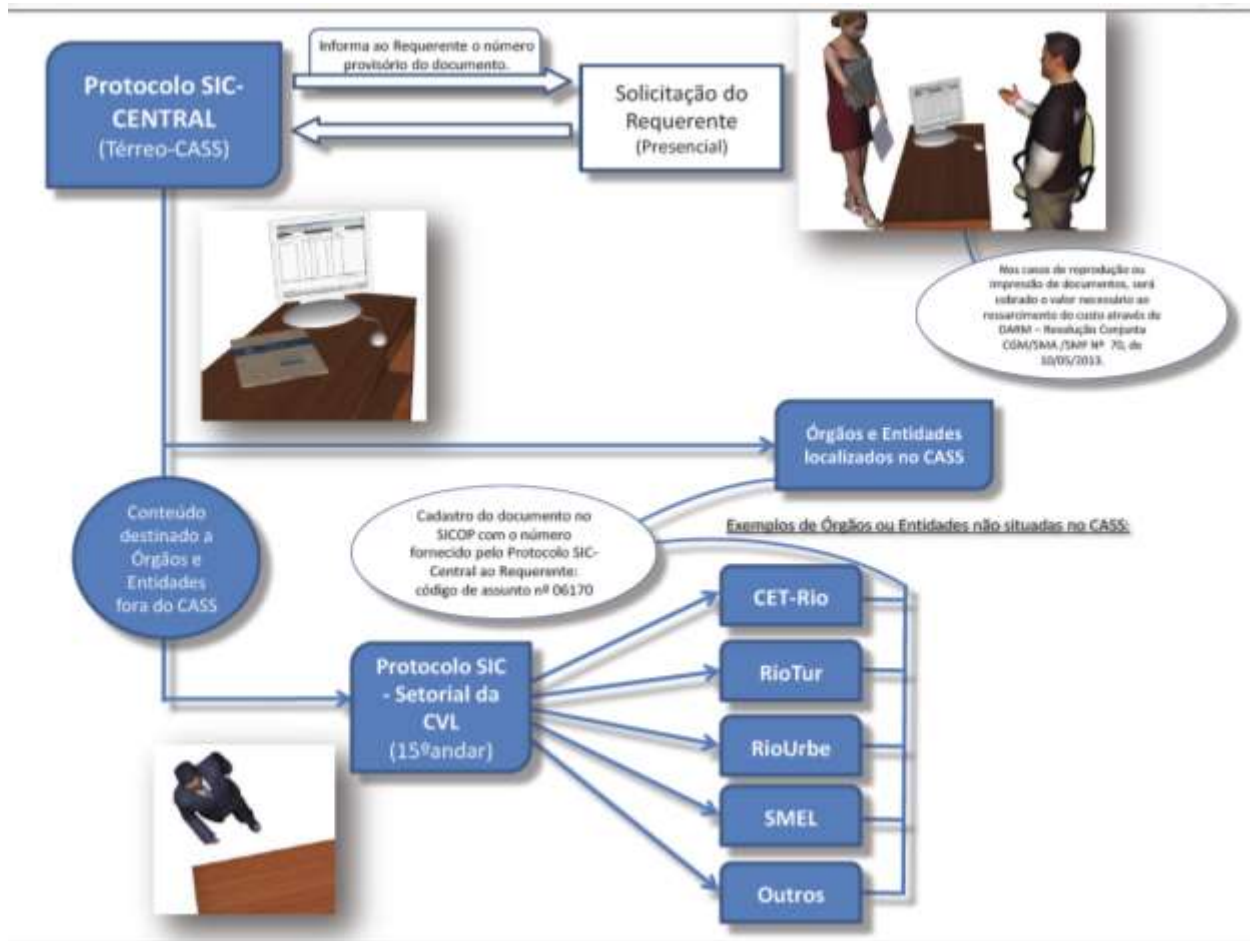 Informa ao Requerente o número
provisório do documento.
Protocolo SIC-
CENTRAL
(Térreo-CASS)
Solicitação do
Requerente
(Presencial)
Nos casos de reprodução ou
impressão de documentos, será
cobrado o valor necessário ao
ressarcimento do custo através de
DARM – Resolução Conjunta
CGM/SMA /SMF Nº 70, de
10/05/2013.
Órgãos e Entidades
localizados no CASS
Conteúdo
destinado a
Órgãos e
Entidades
fora do CASS
Cadastro do documento no
SICOP com o número
fornecido pelo Protocolo SIC-
Central ao Requerente:
código de assunto nº 06170
Exemplos de Órgãos ou Entidades não situadas no CASS:
Protocolo SIC
- Setorial da
CVL
(15ºandar)
CET-Rio
RioTur
RioUrbe
SMEL
Outros